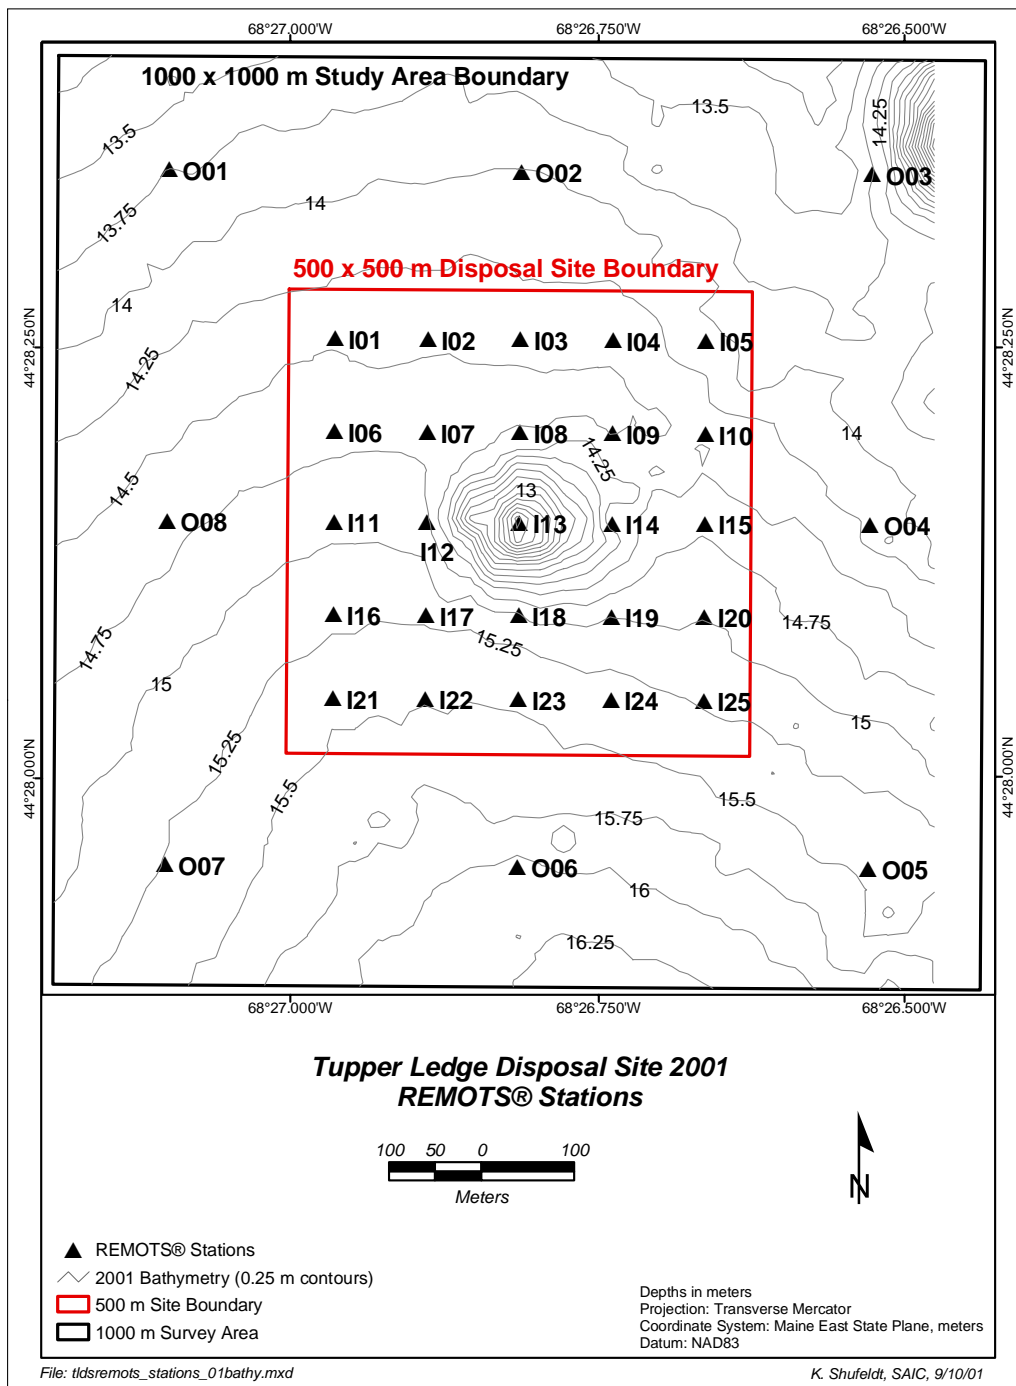 68°27.000'W 68°26.750'W 68°26.500'W
1000 x 1000 m Study Area Boundary
13.5
14.25
13.5
O01 O02 O03
14
13.75
500 x 500 m Disposal Site Boundary
14
44°28.250'N
I01 I02 I03 I04 I05
44°28.250'N
14.25
I06 I07 I08 I09 I10
14
14.25
14.5
13
O08 I11 I13 I14 I15 O04
I12
I16 I17 I18 I19 I20
14.75
15.25
14.75
15
I21 I22 I23 I24 I25
15
15.25
44°28.000'N
44°28.000'N
15.5
15.5
15.75
O07 O06 O05
16
16.25
68°27.000'W 68°26.750'W 68°26.500'W
Tupper Ledge Disposal Site 2001
REMOTS® Stations
100 50 0 100
Meters
N
REMOTS® Stations
2001 Bathymetry (0.25 m contours)
500 m Site Boundary
1000 m Survey Area
Depths in meters
Projection: Transverse Mercator
Coordinate System: Maine East State Plane, meters
Datum: NAD83
File: tldsremots_stations_01bathy.mxd
K. Shufeldt, SAIC, 9/10/01